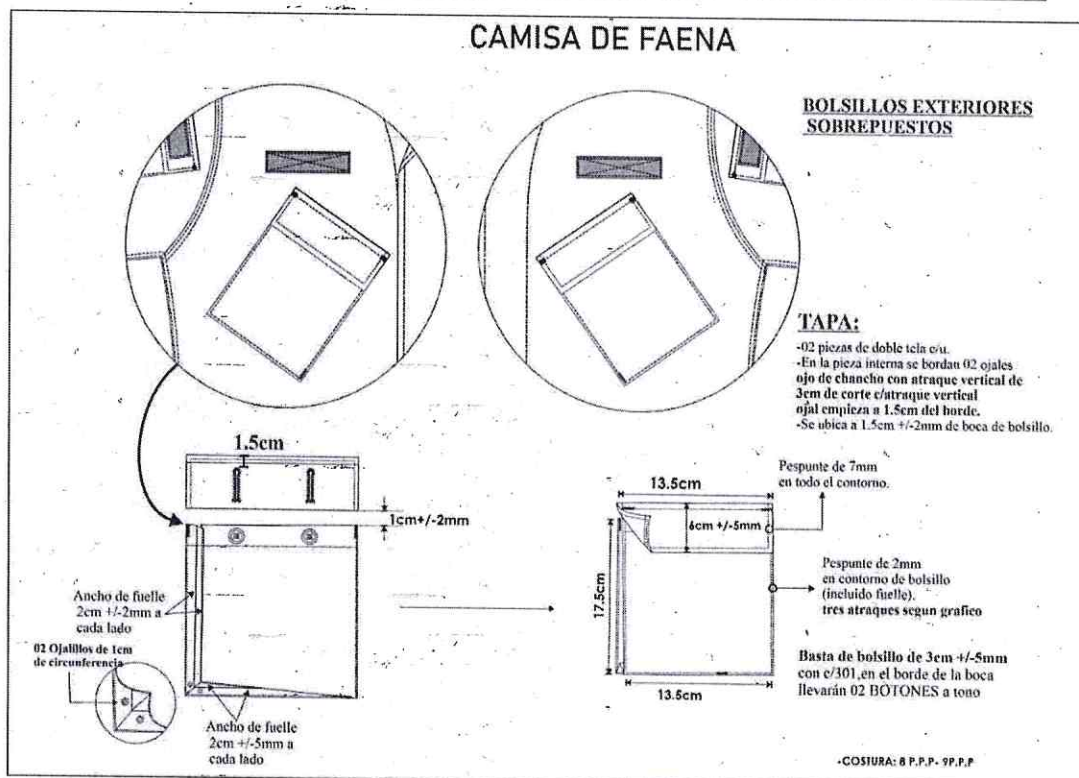 CAMISA DE FAENA
BOLSILLOS EXTERIORES
SOBREPUESTOS
TAPA:
-02 piezas de doble tela c/u.
-En la pieza interna se bordan 02 ojales
ojo de chancho con atraque vertical de
3cm de corte c/atraque vertical
ojal empieza a 1.5cm del borde.
-Se ubica a 1.5cm +/-2mm de boca de bolsillo.
1.5cm
1cm+/-2mm
Ancho de fuelle
2cm +/-2mm a
cada lado
02 Ojalillos de 1cm
de circunferencia
Ancho de fuelle
2cm +/-5mm a
cada lado
13.5cm
6cm +/-5mm
17.5cm
13.5cm
Pespunte de 7mm
en todo el contorno.
Pespunte de 2mm
en contorno de bolsillo
(incluido fuelle).
tres atraques segun grafico
Basta de bolsillo de 3cm +/-5mm
con c/301,en el borde de la boca
llevarán 02 BOTONES a tono
-COSTURA: 8 P.P.P- 9P.P.P